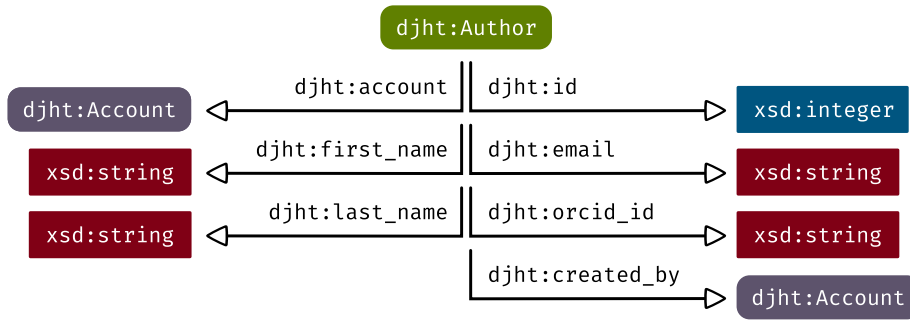 djht:Author
djht:account djht:id
djht:Account xsd:integer
djht:first_name djht:email
xsd:string xsd:string
djht:last_name djht:orcid_id
xsd:string xsd:string
djht:created_by
djht:Account